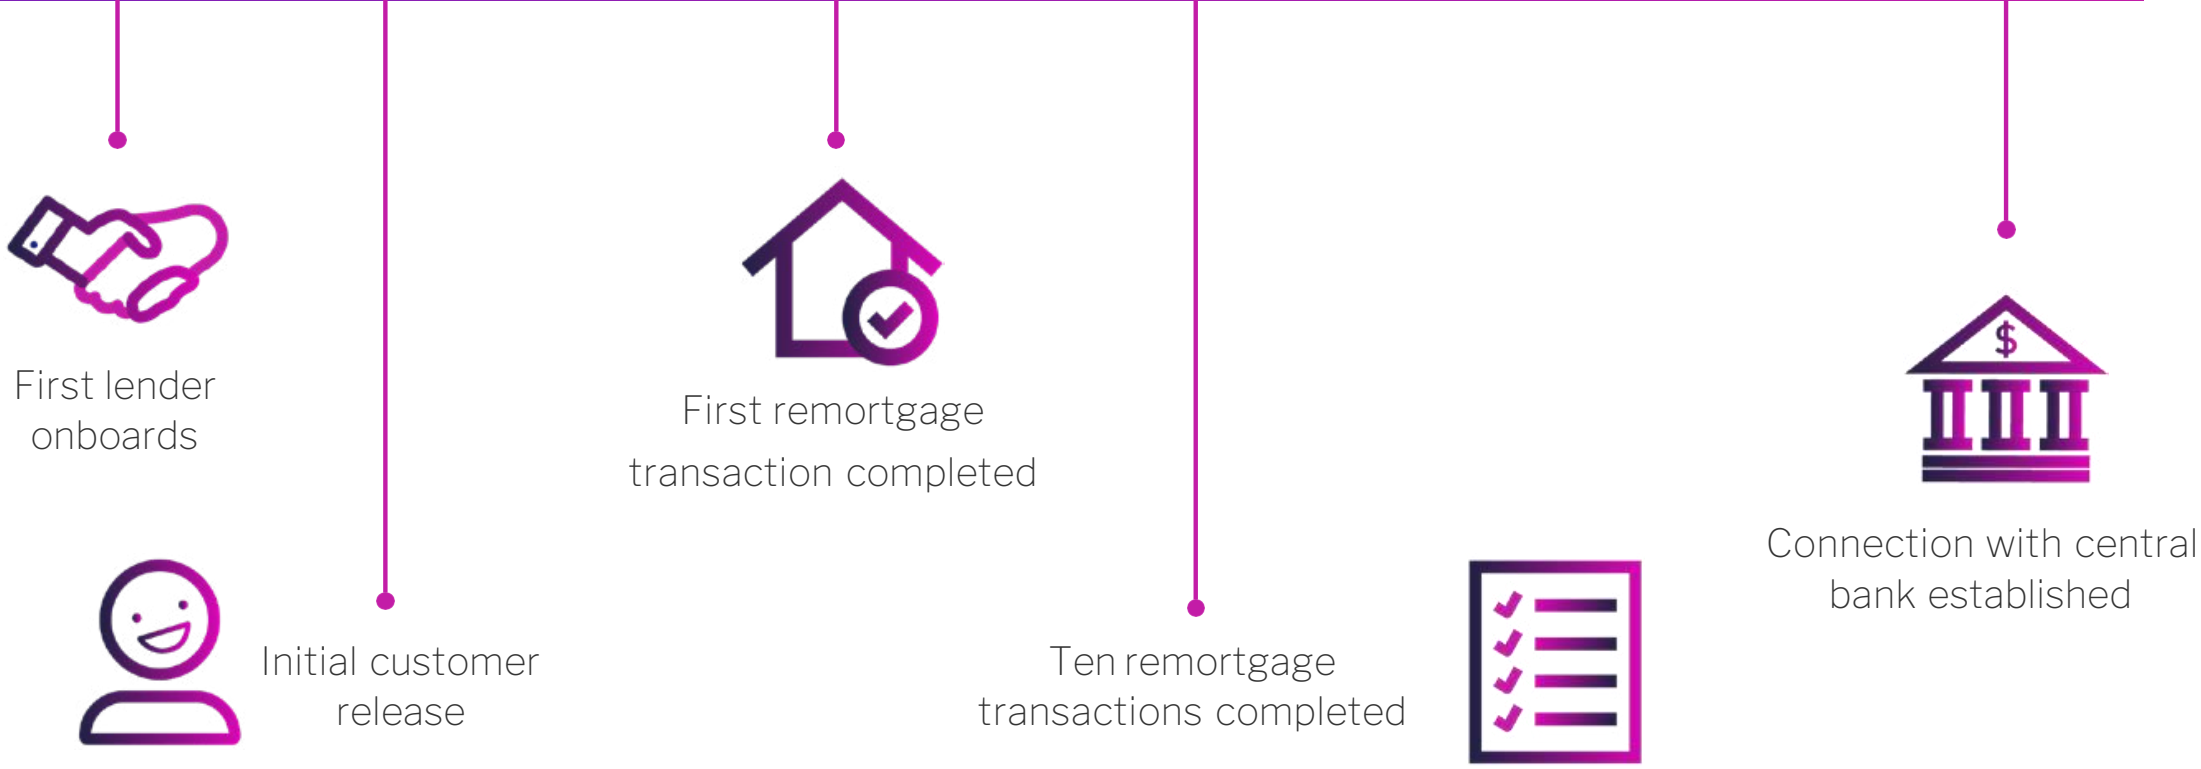 First lender
onboards
Initial customer
release
First remortgage
transaction completed
Ten remortgage
transactions completed
$
Connection with central
bank established